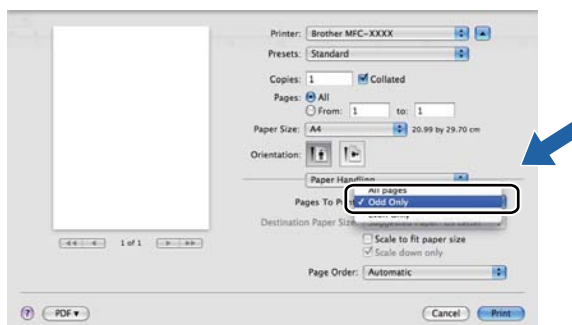 Printer: Brother MFC-XXXX
Presets: Standard
Copies: 1 Collated
Pages: All
From: 1 to: 1
Paper Size: A4 20.99 by 29.70 cm
Orientation:
Paper Handling
All pages
Pages To Print ✓ Odd Only
Destination Paper Size
1 of 1
Scale to fit paper size
Scale down only
Page Order: Automatic
? PDF ▼ Cancel Print